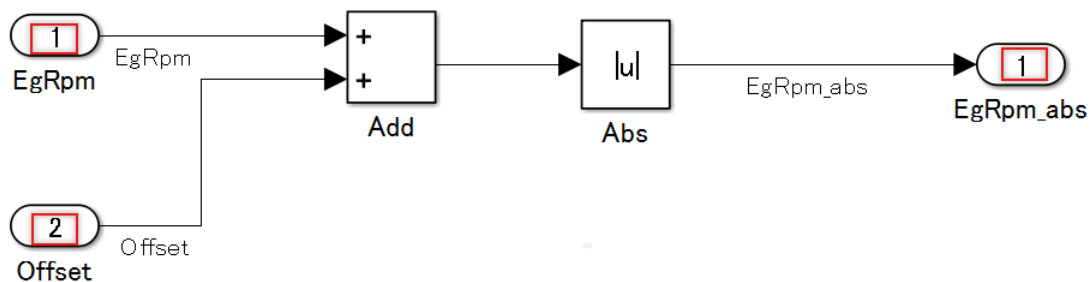 1
EgRpm
EgRpm
+
+
Add
|u|
Abs
EgRpm_abs
1
EgRpm_abs
2
Offset
Offset